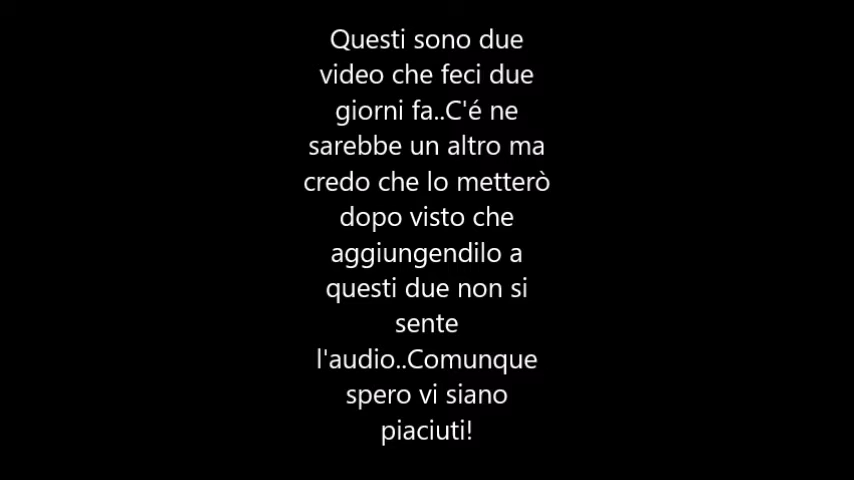 Questi sono due
video che feci due
giorni fa..C'é ne
sarebbe un altro ma
credo che lo metterò
dopo visto che
aggiungendilo a
questi due non si
sente
l'audio..Comunque
spero vi siano
piaciuti!